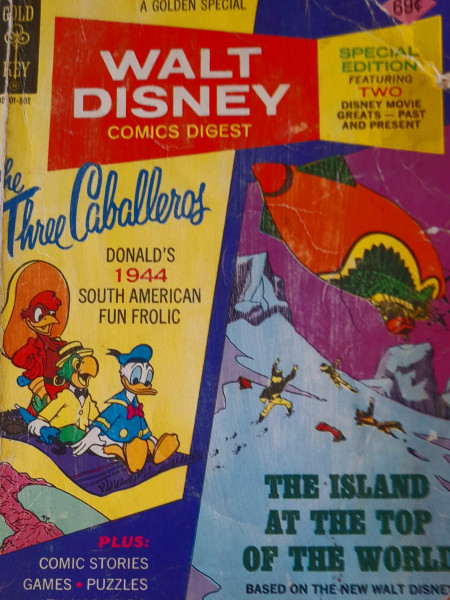 A GOLDEN SPECIAL
69¢
GOLD
KEY
WALT
DISNEY
COMICS DIGEST
SPECIAL
EDITION
FEATURING
TWO
DISNEY MOVIE
GREATS — PAST
AND PRESENT
he
Three Caballeros
DONALD'S
1944
SOUTH AMERICAN
FUN FROLIC
THE ISLAND
AT THE TOP
OF THE WORLD
BASED ON THE NEW WALT DISNEY
PLUS:
COMIC STORIES
GAMES • PUZZLES